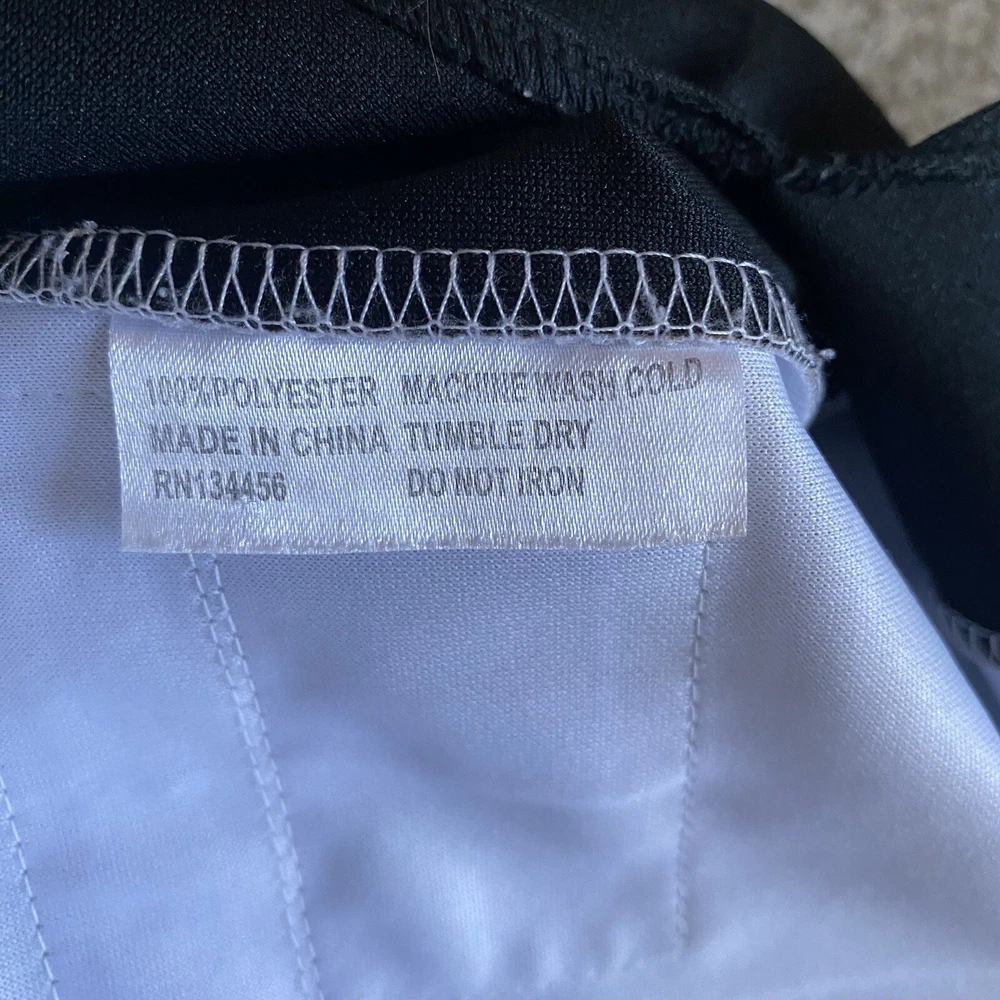 100%POLYESTER MACHINE WASH COLD
MADE IN CHINA TUMBLE DRY
RN134456 DO NOT IRON